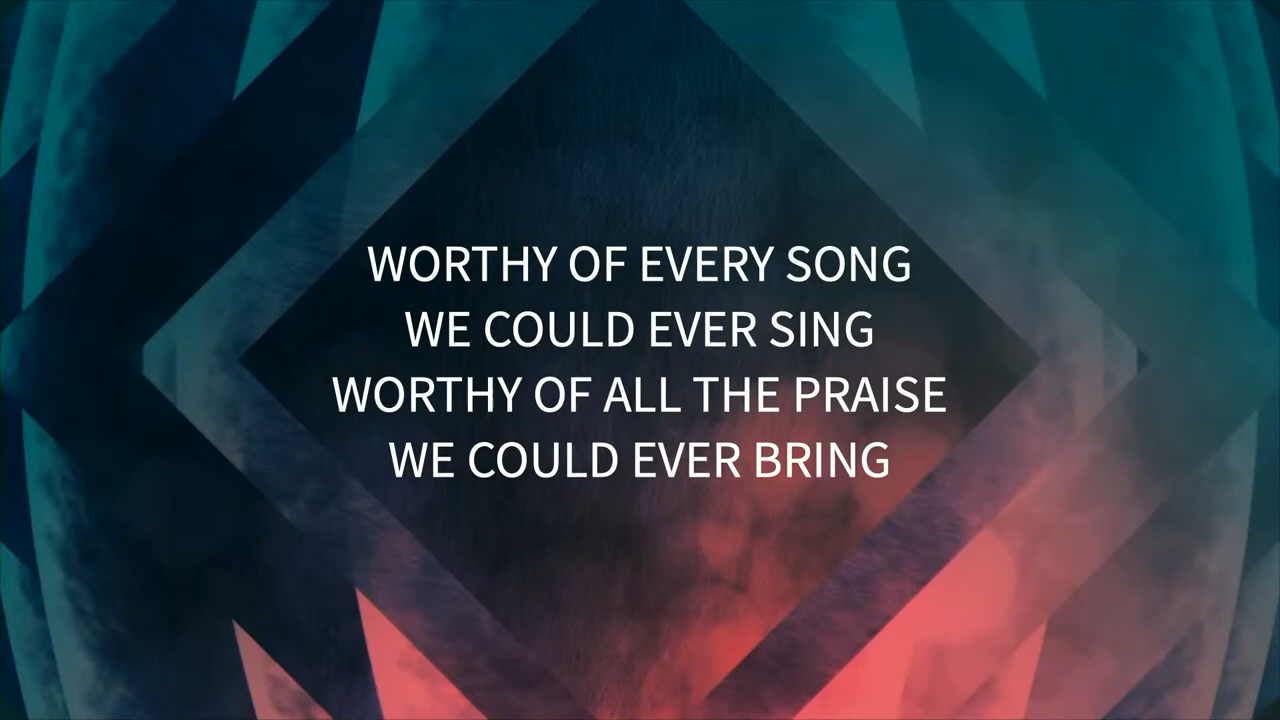 WORTHY OF EVERY SONG
WE COULD EVER SING
WORTHY OF ALL THE PRAISE
WE COULD EVER BRING